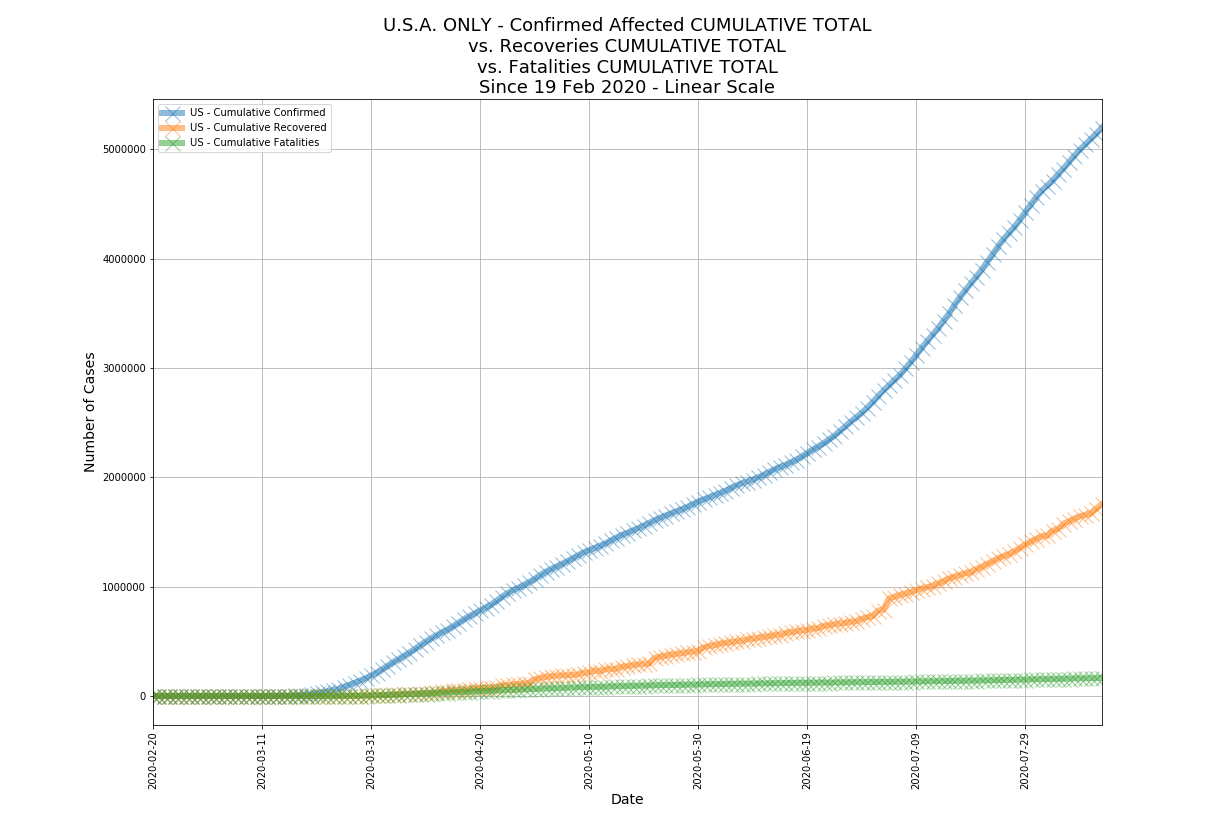 U.S.A. ONLY - Confirmed Affected CUMULATIVE TOTAL
vs. Recoveries CUMULATIVE TOTAL
vs. Fatalities CUMULATIVE TOTAL
Since 19 Feb 2020 - Linear Scale
US - Cumulative Confirmed
US - Cumulative Recovered
US - Cumulative Fatalities
Number of Cases
5000000
4000000
3000000
2000000
1000000
0
2020-02-20
2020-03-11
2020-03-31
2020-04-20
2020-05-10
2020-05-30
2020-06-19
2020-07-09
2020-07-29
Date